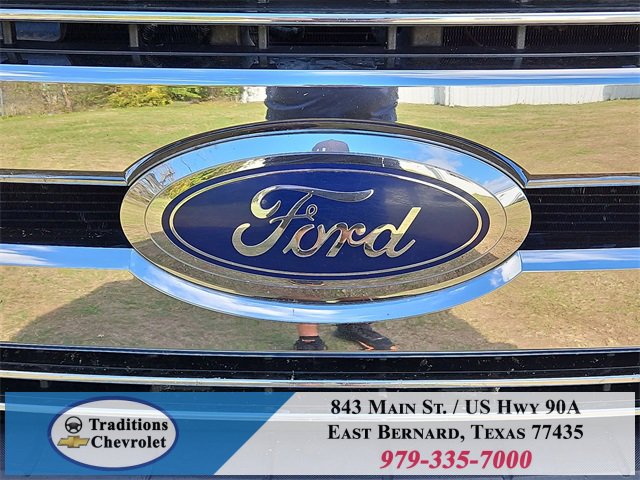 Ford
Traditions
Chevrolet
843 Main St. / US Hwy 90A
East Bernard, Texas 77435
979-335-7000